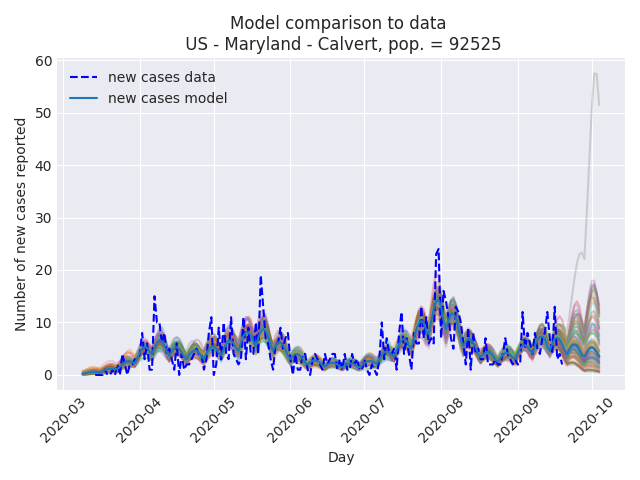 Model comparison to data
US - Maryland - Calvert, pop. = 92525
new cases data
new cases model
Number of new cases reported
60
50
40
30
20
10
0
2020-03
2020-04
2020-05
2020-06
2020-07
2020-08
2020-09
2020-10
Day